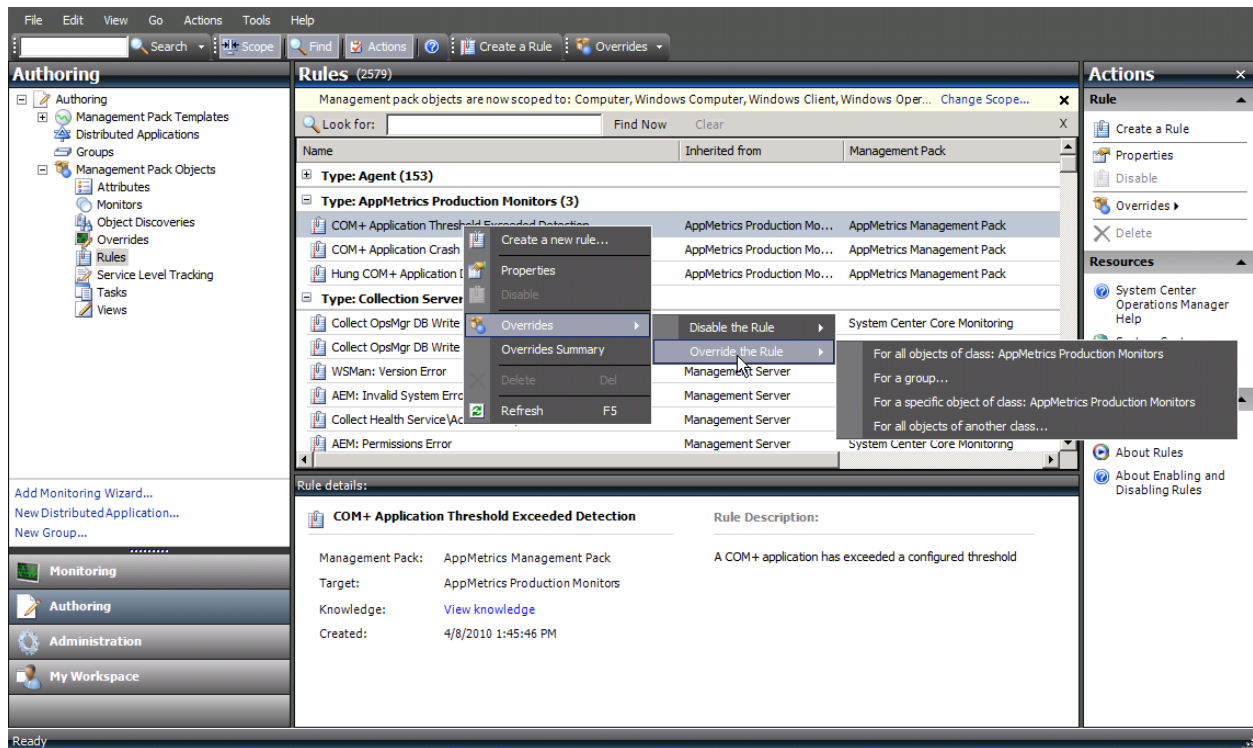 File Edit View Go Actions Tools Help
Search Scope Find Actions Create a Rule Overrides
Authoring
Authoring
Management Pack Templates
Distributed Applications
Groups
Management Pack Objects
Attributes
Monitors
Object Discoveries
Overrides
Rules
Service Level Tracking
Tasks
Views
Add Monitoring Wizard...
New Distributed Application...
New Group...
Monitoring
Authoring
Administration
My Workspace
Ready
Rules (2579)
Management pack objects are now scoped to: Computer, Windows Computer, Windows Client, Windows Oper... Change Scope...
Look for: Find Now Clear X
Name Inherited from Management Pack
Type: Agent (153)
Type: AppMetrics Production Monitors (3)
COM+ Application Threshold Exceeded Detection AppMetrics Production Mo... AppMetrics Management Pack
COM+ Application Crash AppMetrics Production Mo... AppMetrics Management Pack
Hung COM+ Application AppMetrics Production Mo... AppMetrics Management Pack
Type: Collection Server
Collect OpsMgr DB Write System Center Core Monitoring
Collect OpsMgr DB Write
WSMan: Version Error Management Server
AEM: Invalid System Erro Management Server
Collect Health Service\Ac Management Server
AEM: Permissions Error Management Server System Center Core Monitoring
Create a new rule...
Properties
Disable
Overrides
Overrides Summary
Delete Del
Refresh F5
Disable the Rule
Override the Rule
For all objects of class: AppMetrics Production Monitors
For a group...
For a specific object of class: AppMetrics Production Monitors
For all objects of another class...
Rule details:
COM+ Application Threshold Exceeded Detection
Management Pack: AppMetrics Management Pack
Target: AppMetrics Production Monitors
Knowledge: View knowledge
Created: 4/8/2010 1:45:46 PM
Rule Description:
A COM+ application has exceeded a configured threshold
Actions
Rule
Create a Rule
Properties
Disable
Overrides
Delete
Resources
System Center
Operations Manager
Help
About Rules
About Enabling and
Disabling Rules